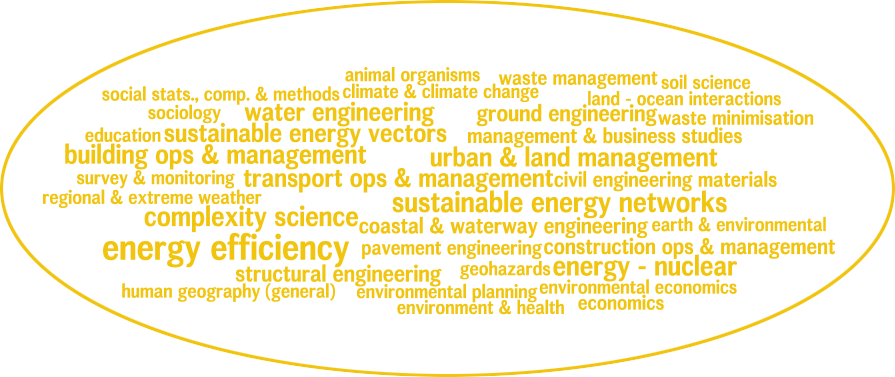 animal organisms
waste management
soil science
social stats., comp. & methods
climate & climate change
land - ocean interactions
sociology
water engineering
ground engineering
waste minimisation
education
sustainable energy vectors
management & business studies
building ops & management
urban & land management
survey & monitoring
transport ops & management
civil engineering materials
regional & extreme weather
sustainable energy networks
complexity science
coastal & waterway engineering
earth & environmental
energy efficiency
pavement engineering
construction ops & management
structural engineering
geohazards
energy - nuclear
human geography (general)
environmental planning
environmental economics
environment & health
economics